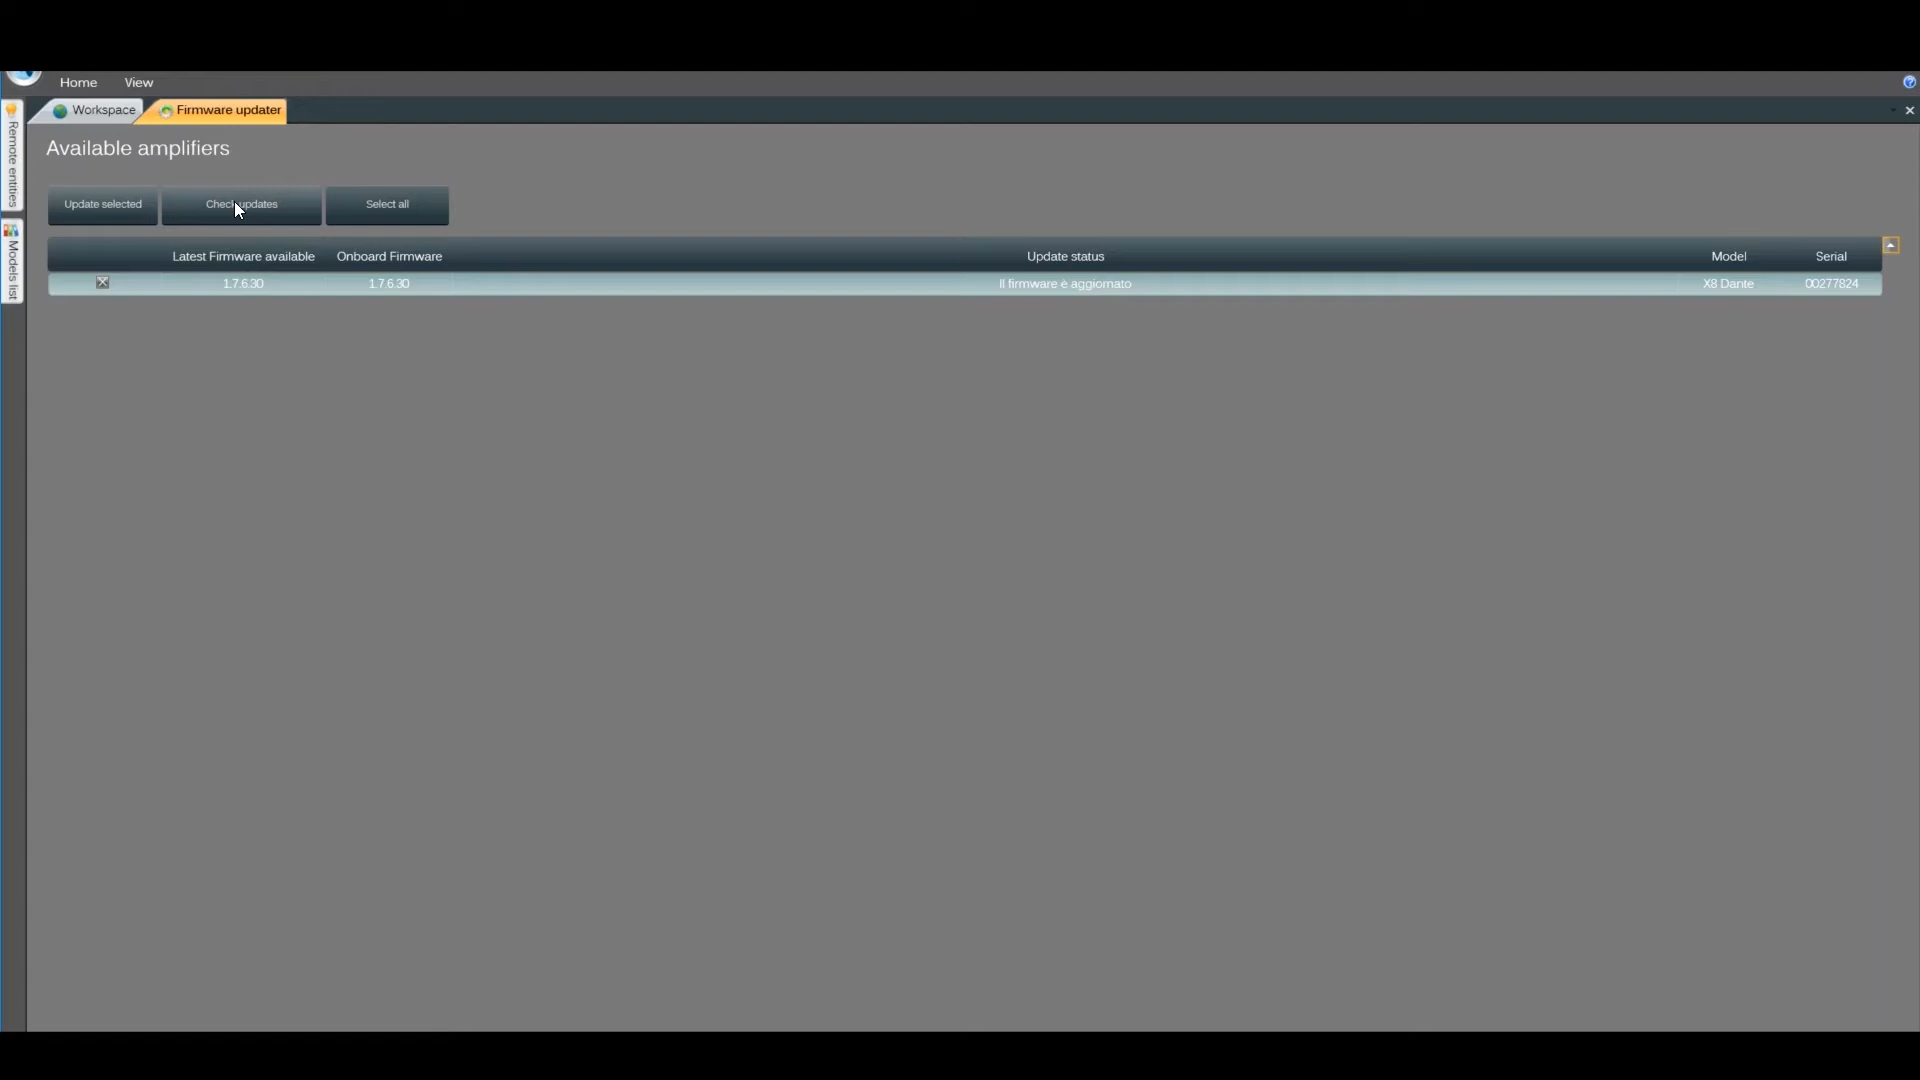 Home View
Workspace Firmware updater
Remote entities
Models list
Available amplifiers
Update selected Check updates Select all
Latest Firmware available Onboard Firmware Update status Model Serial
1.7.6.30 1.7.6.30 Il firmware è aggiornato X8 Dante 00277824